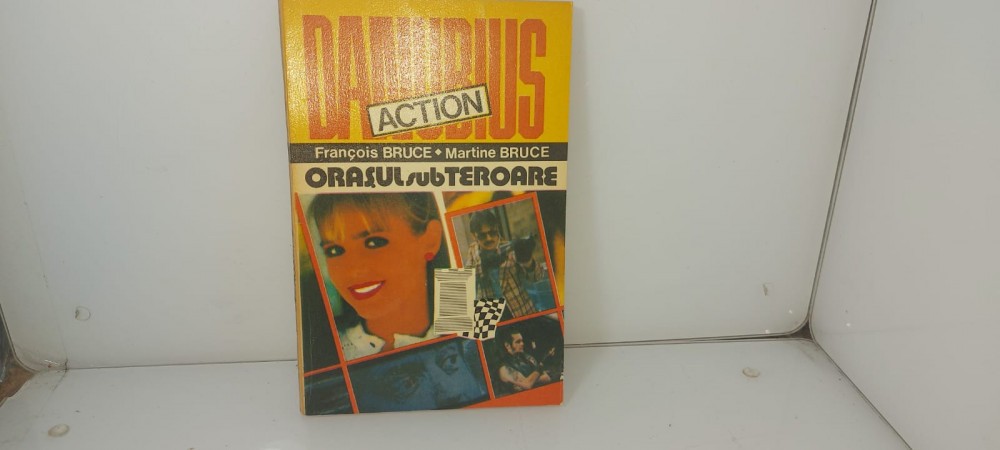 DANUBIUS
ACTION
François BRUCE ◆ Martine BRUCE
ORAȘUL sub TEROARE